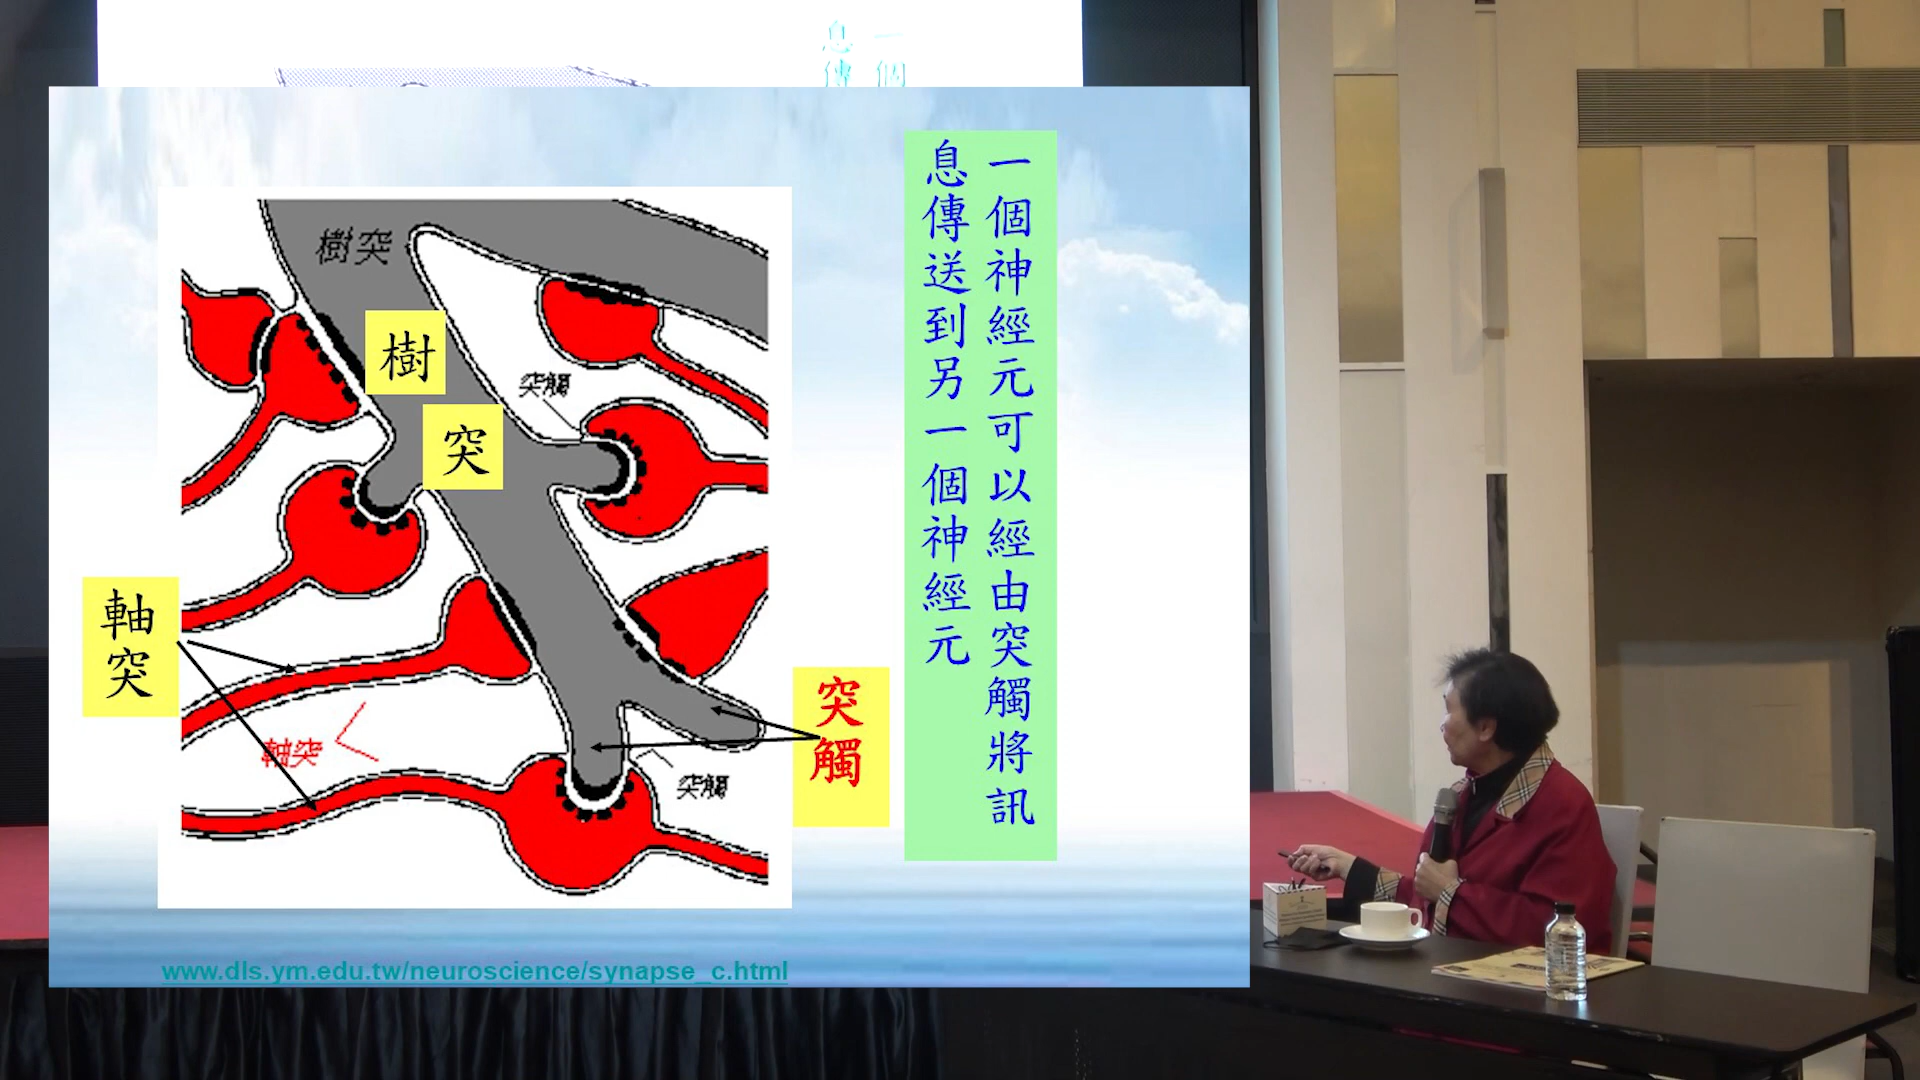 一個
息傳
一個神經元可以經由突觸將訊
息傳送到另一個神經元
樹突
樹
突
突觸
軸
突
軸突
突
觸
突觸
www.dls.ym.edu.tw/neuroscience/synapse_c.html